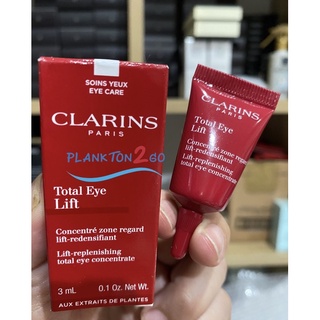 SOINS YEUX
EYE CARE
CLARINS
PARIS
PLANKTON2GO
Total Eye
Lift
Concentré zone regard
lift-redensifiant
Lift-replenishing
total eye concentrate
3 mL 0.1 Oz. Net Wt.
AUX EXTRAITS DE PLANTES
CLARINS
PARIS
Total Eye
Lift
Concentré zone regard
lift-redensifiant
Lift-replenishing
total eye concentrate